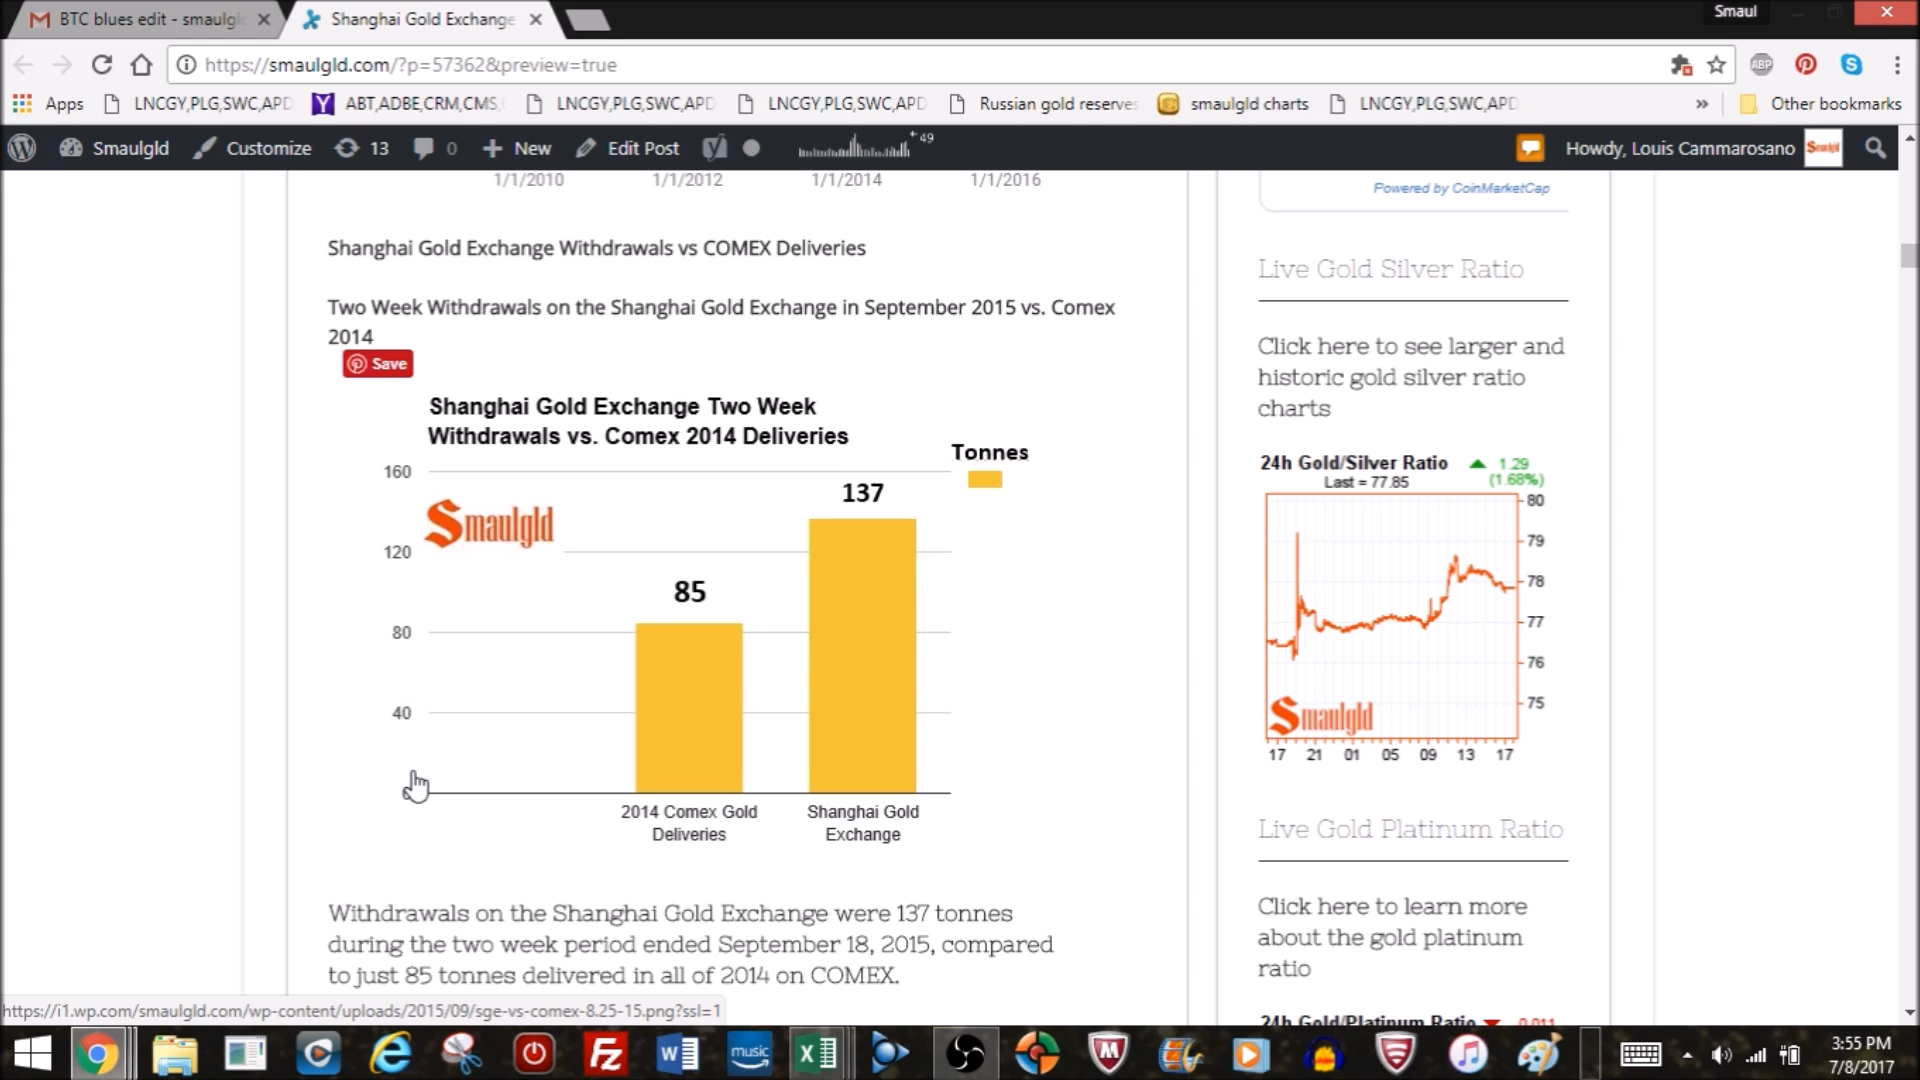 BTC blues edit - smaulgl
Shanghai Gold Exchange
Smaul
https://smaulgld.com/?p=57362&preview=true
ABP
Apps LNCGY,PLG,SWC,APD ABT,ADBE,CRM,CMS, LNCGY,PLG,SWC,APD LNCGY,PLG,SWC,APD Russian gold reserves smaulgld charts LNCGY,PLG,SWC,APD » Other bookmarks
Smaulgld Customize 13 0 New Edit Post 49 Howdy, Louis Cammarosano Smaulgld
1/1/2010 1/1/2012 1/1/2014 1/1/2016
Powered by CoinMarketCap
Shanghai Gold Exchange Withdrawals vs COMEX Deliveries
Two Week Withdrawals on the Shanghai Gold Exchange in September 2015 vs. Comex
2014
Save
Shanghai Gold Exchange Two Week
Withdrawals vs. Comex 2014 Deliveries
Tonnes
160
120
80
40
Smaulgld
85
137
2014 Comex Gold
Deliveries
Shanghai Gold
Exchange
Withdrawals on the Shanghai Gold Exchange were 137 tonnes
during the two week period ended September 18, 2015, compared
to just 85 tonnes delivered in all of 2014 on COMEX.
Live Gold Silver Ratio
Click here to see larger and
historic gold silver ratio
charts
24h Gold/Silver Ratio 1.29
Last = 77.85 (1.68%)
80
79
78
77
76
75
Smaulgld
17 21 01 05 09 13 17
Live Gold Platinum Ratio
Click here to learn more
about the gold platinum
ratio
24h Gold/Platinum Ratio 0.011
https://i1.wp.com/smaulgld.com/wp-content/uploads/2015/09/sge-vs-comex-8.25-15.png?ssl=1
music
3:55 PM
7/8/2017